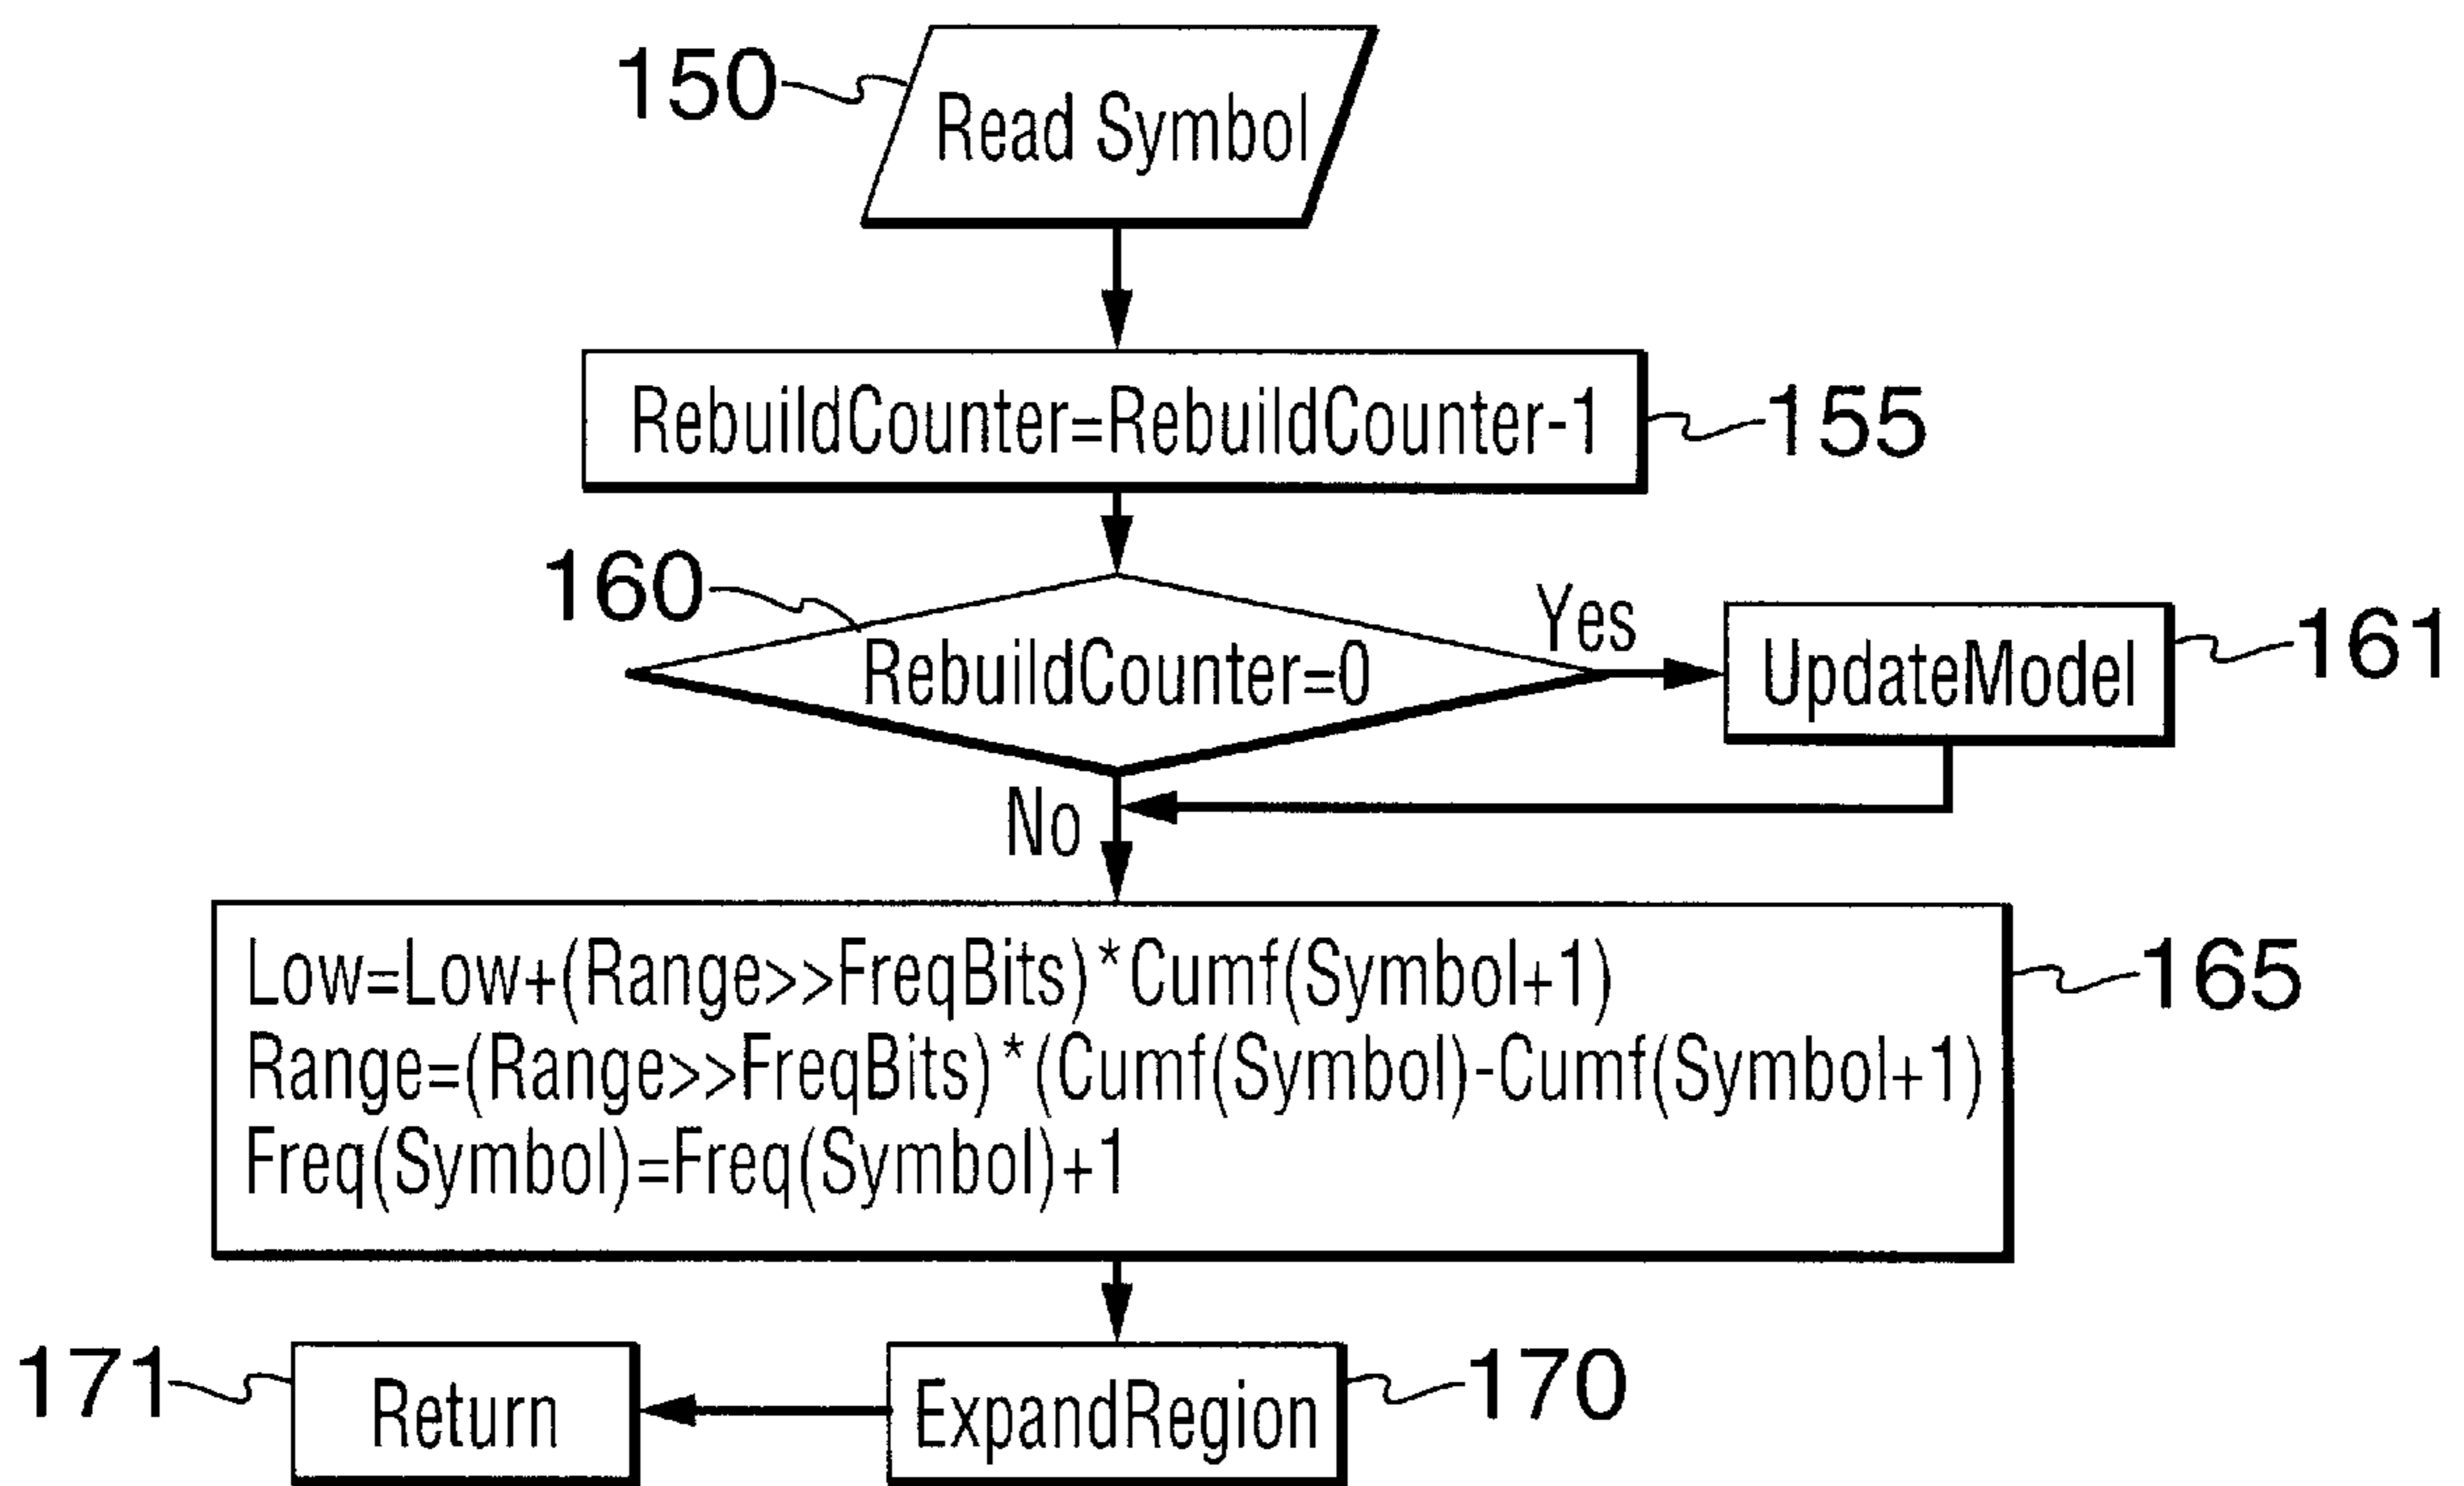 150
Read Symbol
RebuildCounter=RebuildCounter-1
155
160
RebuildCounter=0
Yes
UpdateModel
161
No
Low=Low+(Range>>FreqBits)*Cumf(Symbol+1)
Range=(Range>>FreqBits)*(Cumf(Symbol)-Cumf(Symbol+1)
Freq(Symbol)=Freq(Symbol)+1
165
171
Return
ExpandRegion
170